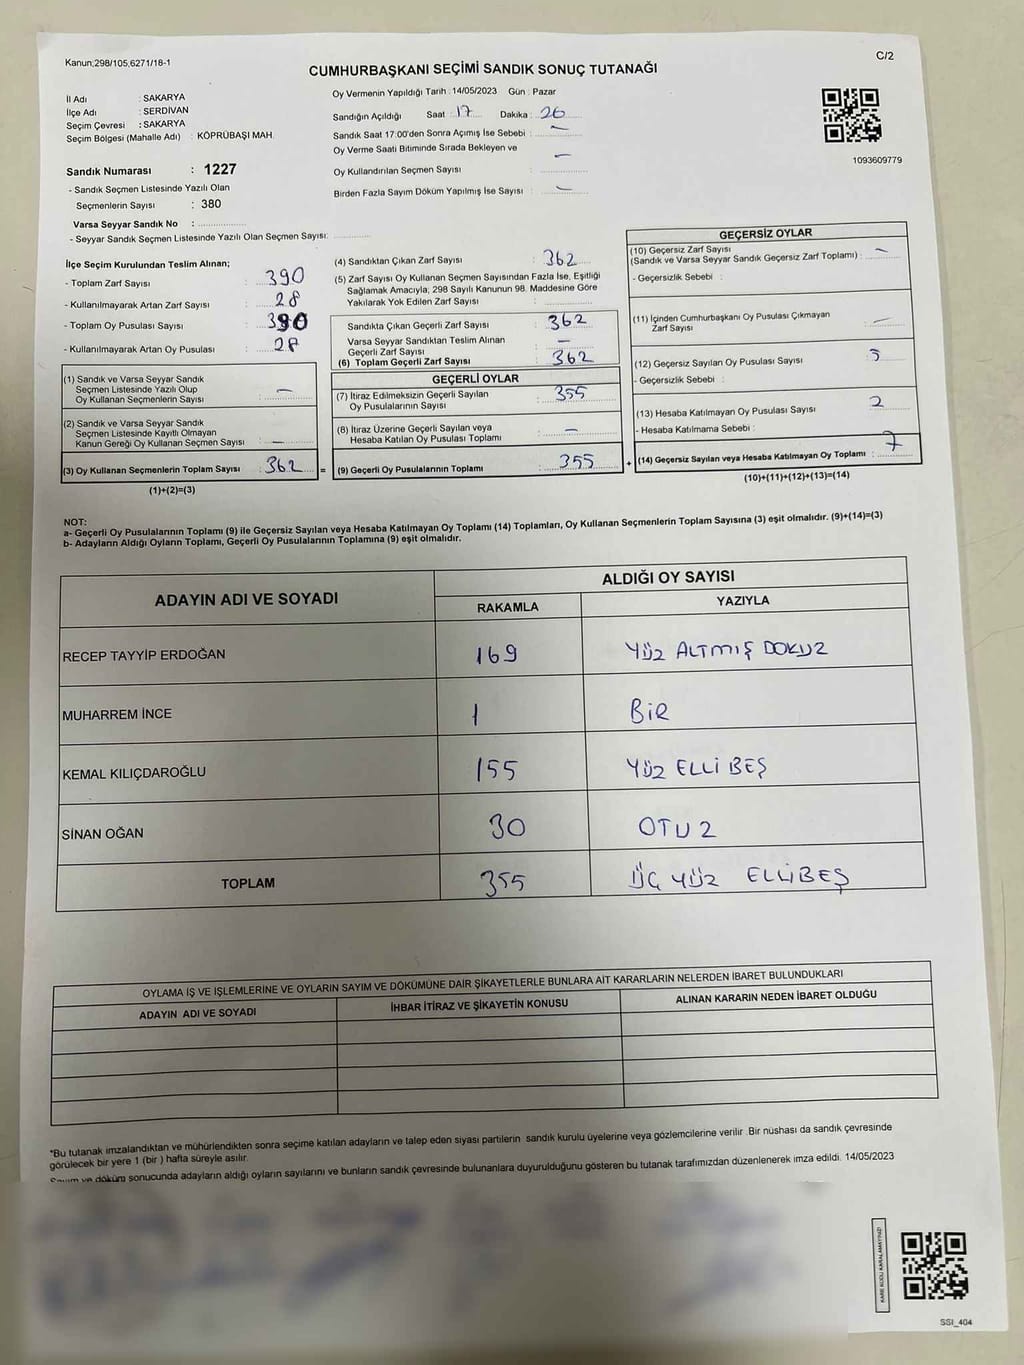 Kanun;298/105,6271/18-1
C/2
CUMHURBAŞKANI SEÇİMİ SANDIK SONUÇ TUTANAĞI
İl Adı : SAKARYA
İlçe Adı : SERDİVAN
Seçim Çevresi : SAKARYA
Seçim Bölgesi (Mahalle Adı) : KÖPRÜBAŞI MAH.
Sandık Numarası : 1227
- Sandık Seçmen Listesinde Yazılı Olan
Seçmenlerin Sayısı : 380
Varsa Seyyar Sandık No :
- Seyyar Sandık Seçmen Listesinde Yazılı Olan Seçmen Sayısı:
Oy Vermenin Yapıldığı Tarih : 14/05/2023 Gün : Pazar
Sandığın Açıldığı Saat : 17 Dakika : 26
Sandık Saat 17:00'den Sonra Açımış İse Sebebi : —
Oy Verme Saati Bitiminde Sırada Bekleyen ve
Oy Kullandırılan Seçmen Sayısı : —
Birden Fazla Sayım Döküm Yapılmış İse Sayısı : —
1093609779
İlçe Seçim Kurulundan Teslim Alınan;
- Toplam Zarf Sayısı : 390
- Kullanılmayarak Artan Zarf Sayısı : 28
- Toplam Oy Pusulası Sayısı : 390
- Kullanılmayarak Artan Oy Pusulası : 28
(1) Sandık ve Varsa Seyyar Sandık
Seçmen Listesinde Yazılı Olup
Oy Kullanan Seçmenlerin Sayısı : —
(2) Sandık ve Varsa Seyyar Sandık
Seçmen Listesinde Kayıtlı Olmayan
Kanun Gereği Oy Kullanan Seçmen Sayısı : —
(3) Oy Kullanan Seçmenlerin Toplam Sayısı : 362 =
(1)+(2)=(3)
(4) Sandıktan Çıkan Zarf Sayısı : 362
(5) Zarf Sayısı Oy Kullanan Seçmen Sayısından Fazla İse, Eşitliği
Sağlamak Amacıyla; 298 Sayılı Kanunun 98. Maddesine Göre
Yakılarak Yok Edilen Zarf Sayısı :
Sandıkta Çıkan Geçerli Zarf Sayısı : 362
Varsa Seyyar Sandıktan Teslim Alınan
Geçerli Zarf Sayısı : —
(6) Toplam Geçerli Zarf Sayısı : 362
GEÇERLİ OYLAR
(7) İtiraz Edilmeksizin Geçerli Sayılan
Oy Pusulalarının Sayısı : 355
(8) İtiraz Üzerine Geçerli Sayılan veya
Hesaba Katılan Oy Pusulası Toplamı : —
(9) Geçerli Oy Pusulalarının Toplamı : 355 +
GEÇERSİZ OYLAR
(10) Geçersiz Zarf Sayısı
(Sandık ve Varsa Seyyar Sandık Geçersiz Zarf Toplamı) : —
- Geçersizlik Sebebi :
(11) İçinden Cumhurbaşkanı Oy Pusulası Çıkmayan
Zarf Sayısı : —
(12) Geçersiz Sayılan Oy Pusulası Sayısı : 5
- Geçersizlik Sebebi :
(13) Hesaba Katılmayan Oy Pusulası Sayısı : 2
- Hesaba Katılmama Sebebi :
(14) Geçersiz Sayılan veya Hesaba Katılmayan Oy Toplamı : 7
(10)+(11)+(12)+(13)=(14)
NOT:
a- Geçerli Oy Pusulalarının Toplamı (9) ile Geçersiz Sayılan veya Hesaba Katılmayan Oy Toplamı (14) Toplamları, Oy Kullanan Seçmenlerin Toplam Sayısına (3) eşit olmalıdır. (9)+(14)=(3)
b- Adayların Aldığı Oyların Toplamı, Geçerli Oy Pusulalarının Toplamına (9) eşit olmalıdır.
ADAYIN ADI VE SOYADI
ALDIĞI OY SAYISI
RAKAMLA YAZIYLA
RECEP TAYYİP ERDOĞAN 169 YÜZ ALTMIŞ DOKUZ
MUHARREM İNCE 1 BİR
KEMAL KILIÇDAROĞLU 155 YÜZ ELLİ BEŞ
SİNAN OĞAN 30 OTUZ
TOPLAM 355 ÜÇ YÜZ ELLİBEŞ
OYLAMA İŞ VE İŞLEMLERİNE VE OYLARIN SAYIM VE DÖKÜMÜNE DAİR ŞİKAYETLERLE BUNLARA AİT KARARLARIN NELERDEN İBARET BULUNDUKLARI
ADAYIN ADI VE SOYADI İHBAR İTİRAZ VE ŞİKAYETİN KONUSU ALINAN KARARIN NEDEN İBARET OLDUĞU
*Bu tutanak imzalandıktan ve mühürlendikten sonra seçime katılan adayların ve talep eden siyasi partilerin sandık kurulu üyelerine veya gözlemcilerine verilir .Bir nüshası da sandık çevresinde
görülecek bir yere 1 (bir ) hafta süreyle asılır.
Sayım ve döküm sonucunda adayların aldığı oyların sayılarını ve bunların sandık çevresinde bulunanlara duyurulduğunu gösteren bu tutanak tarafımızdan düzenlenerek imza edildi. 14/05/2023
KARE KODU KARALAMAYINIZ!
SSI_404